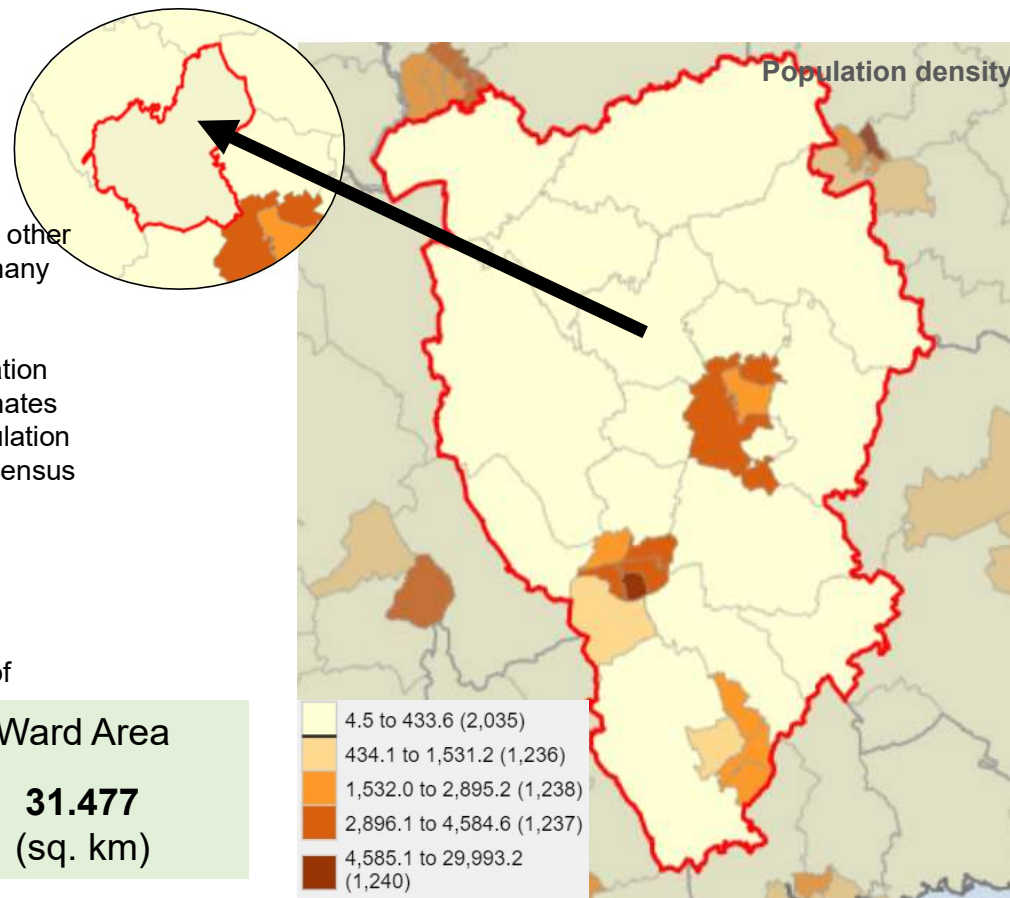 Population density
other
many
ation
nates
ulation
ensus
of
Ward Area
31.477
(sq. km)
4.5 to 433.6 (2,035)
434.1 to 1,531.2 (1,236)
1,532.0 to 2,895.2 (1,238)
2,896.1 to 4,584.6 (1,237)
4,585.1 to 29,993.2
(1,240)